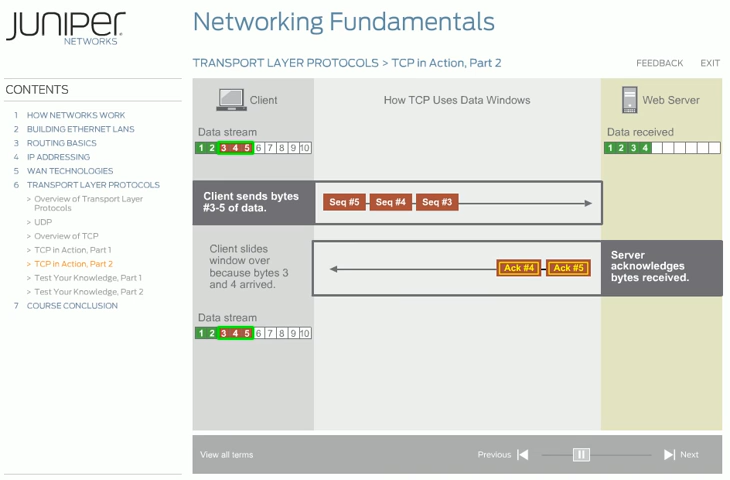 JUNIPER
NETWORKS
Networking Fundamentals
TRANSPORT LAYER PROTOCOLS > TCP in Action, Part 2
FEEDBACK EXIT
CONTENTS
1 HOW NETWORKS WORK
2 BUILDING ETHERNET LANS
3 ROUTING BASICS
4 IP ADDRESSING
5 WAN TECHNOLOGIES
6 TRANSPORT LAYER PROTOCOLS
> Overview of Transport Layer
Protocols
> UDP
> Overview of TCP
> TCP in Action, Part 1
> TCP in Action, Part 2
> Test Your Knowledge, Part 1
> Test Your Knowledge, Part 2
7 COURSE CONCLUSION
Client
How TCP Uses Data Windows
Web Server
Data stream
1 2 3 4 5 6 7 8 9 10
Data received
1 2 3 4
Client sends bytes
#3-5 of data.
Seq #5 Seq #4 Seq #3
Client slides
window over
because bytes 3
and 4 arrived.
Ack #4 Ack #5
Server
acknowledges
bytes received.
Data stream
1 2 3 4 5 6 7 8 9 10
View all terms
Previous
Next